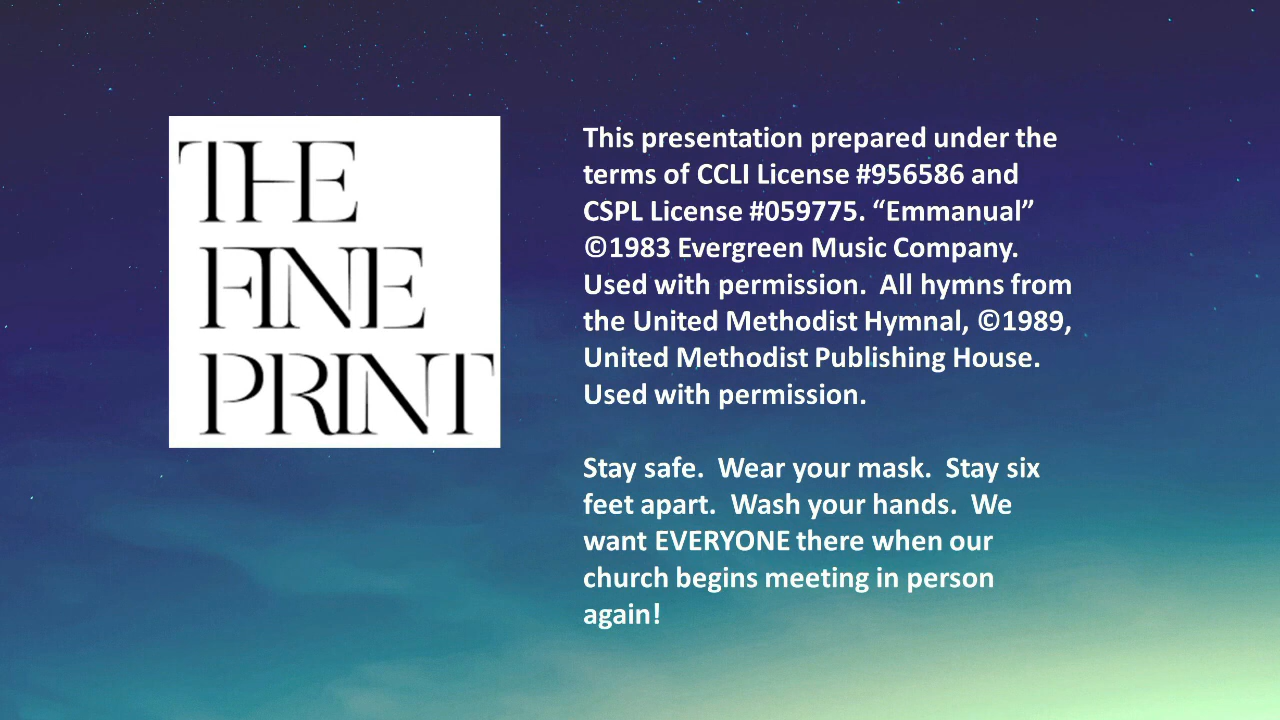 THE
FINE
PRINT
This presentation prepared under the
terms of CCLI License #956586 and
CSPL License #059775. “Emmanual”
©1983 Evergreen Music Company.
Used with permission.  All hymns from
the United Methodist Hymnal, ©1989,
United Methodist Publishing House.
Used with permission.
Stay safe.  Wear your mask.  Stay six
feet apart.  Wash your hands.  We
want EVERYONE there when our
church begins meeting in person
again!